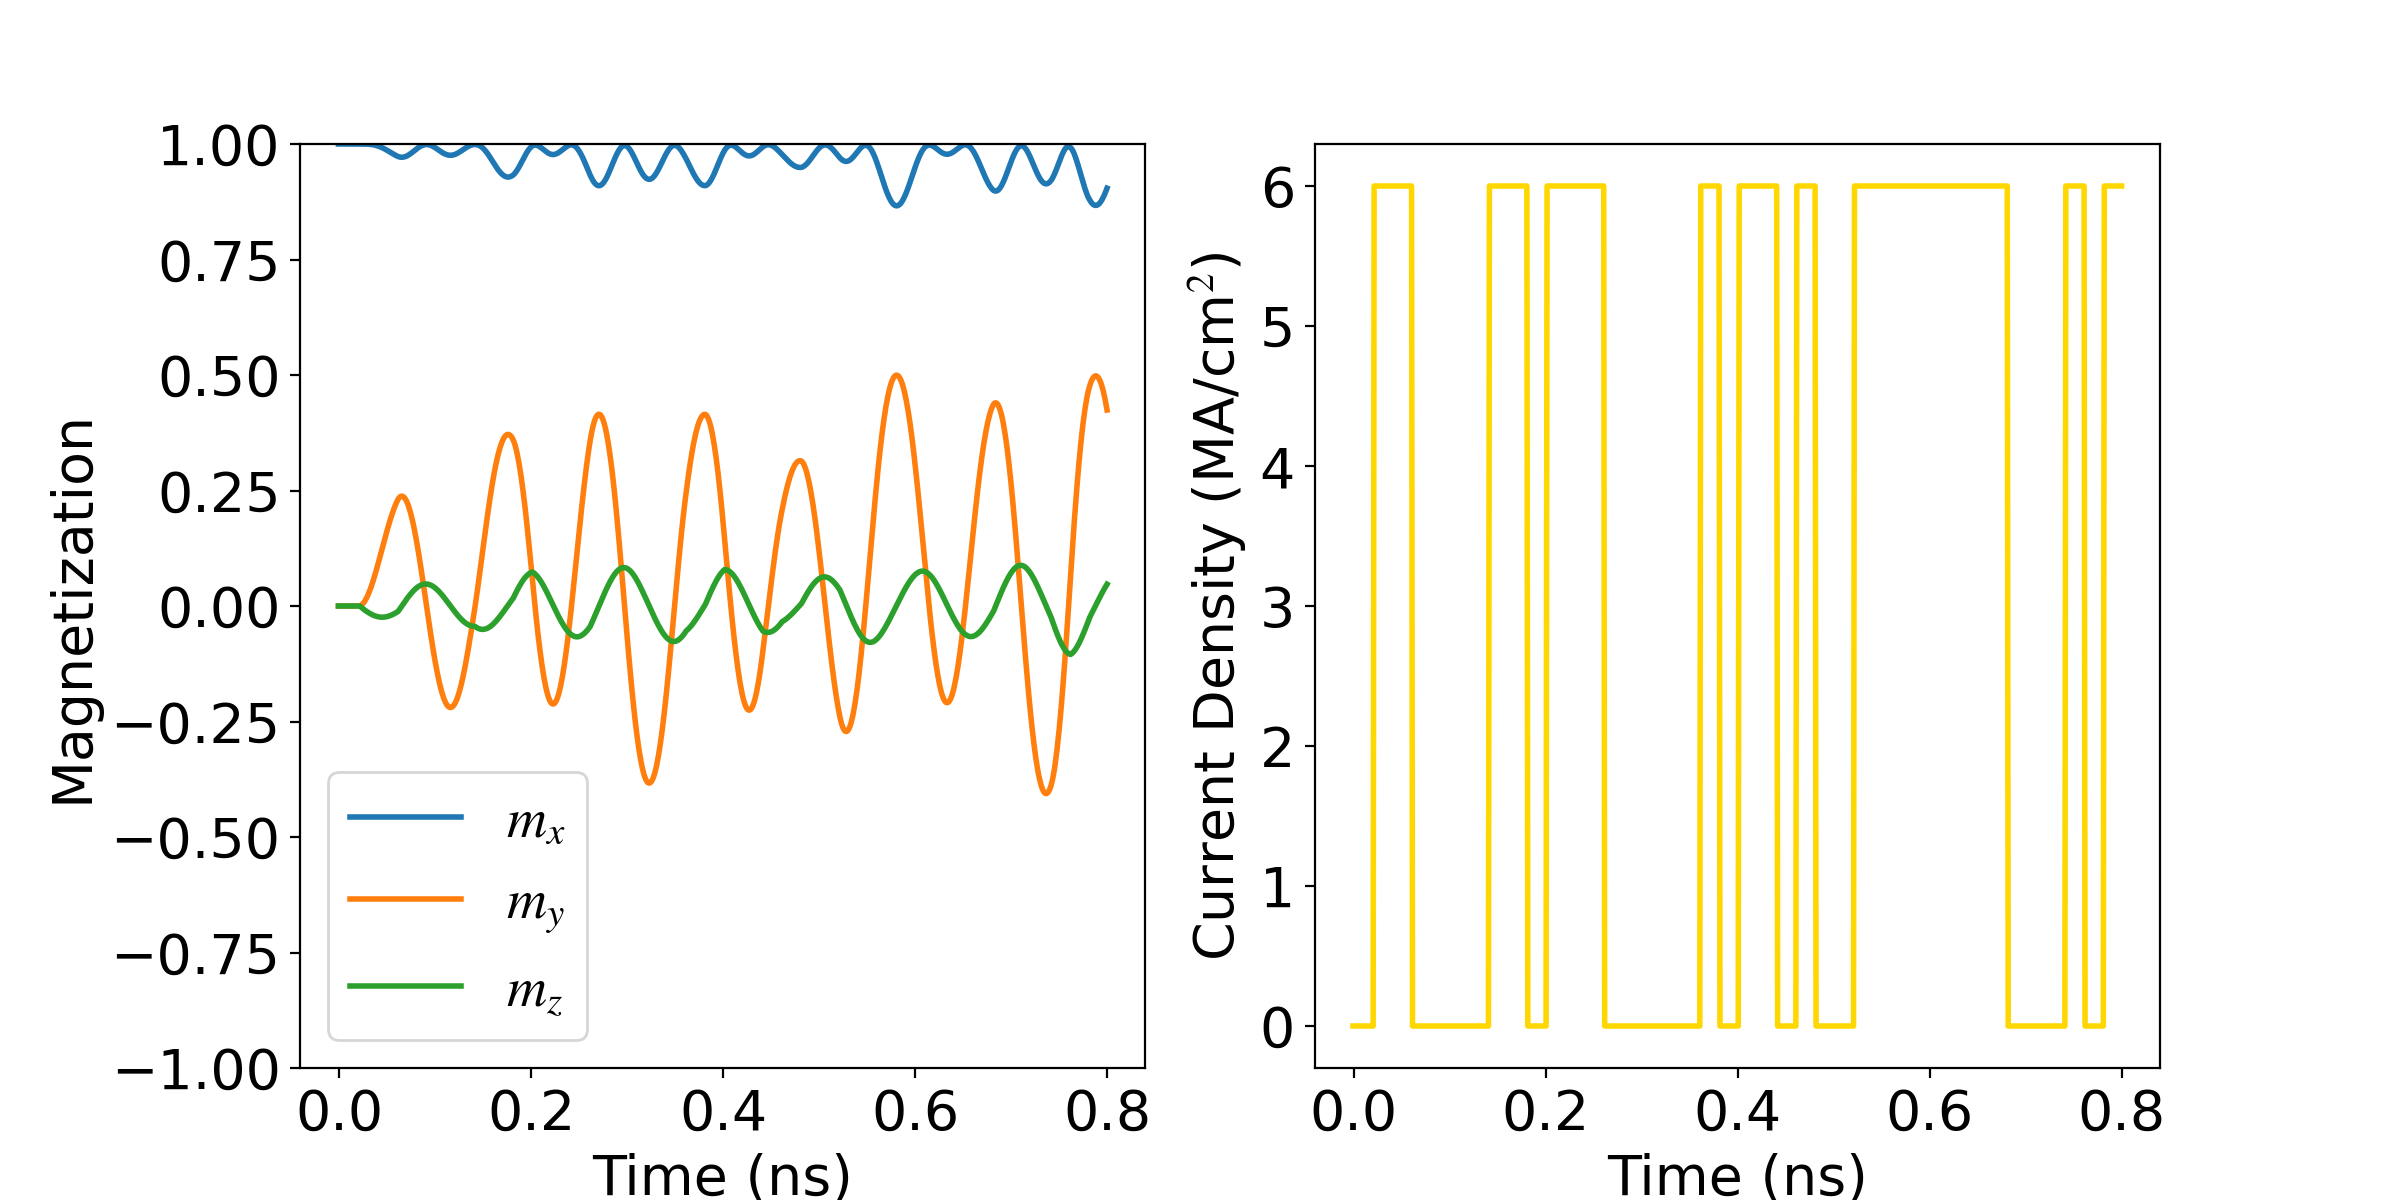 Magnetization
1.00
0.75
0.50
0.25
0.00
−0.25
−0.50
−0.75
−1.00
0.0 0.2 0.4 0.6 0.8
Time (ns)
m_x
m_y
m_z
Current Density (MA/cm²)
6
5
4
3
2
1
0
0.0 0.2 0.4 0.6 0.8
Time (ns)